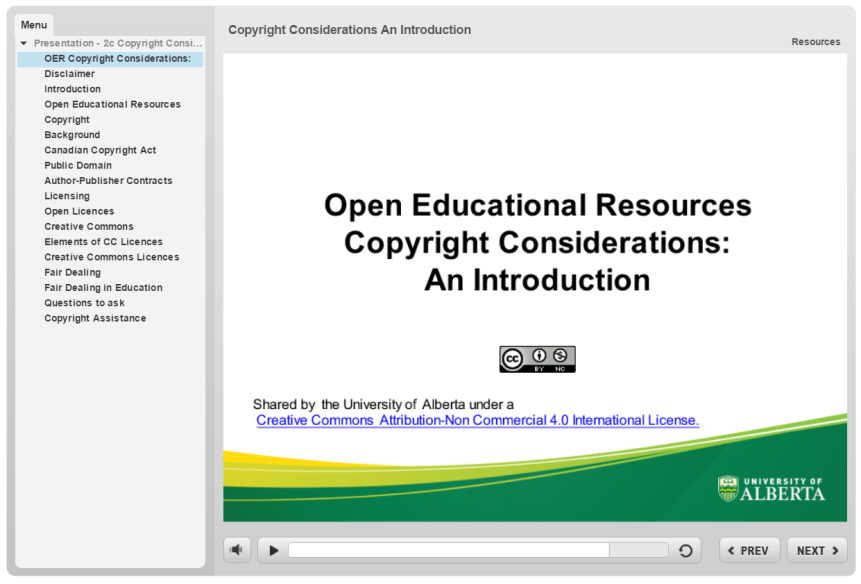 Menu
Presentation - 2c Copyright Consi...
OER Copyright Considerations:
Disclaimer
Introduction
Open Educational Resources
Copyright
Background
Canadian Copyright Act
Public Domain
Author-Publisher Contracts
Licensing
Open Licences
Creative Commons
Elements of CC Licences
Creative Commons Licences
Fair Dealing
Fair Dealing in Education
Questions to ask
Copyright Assistance
Copyright Considerations An Introduction
Resources
Open Educational Resources
Copyright Considerations:
An Introduction
cc
BY NC
Shared by the University of Alberta under a
Creative Commons Attribution-Non Commercial 4.0 International License.
UNIVERSITY OF
ALBERTA
PREV
NEXT